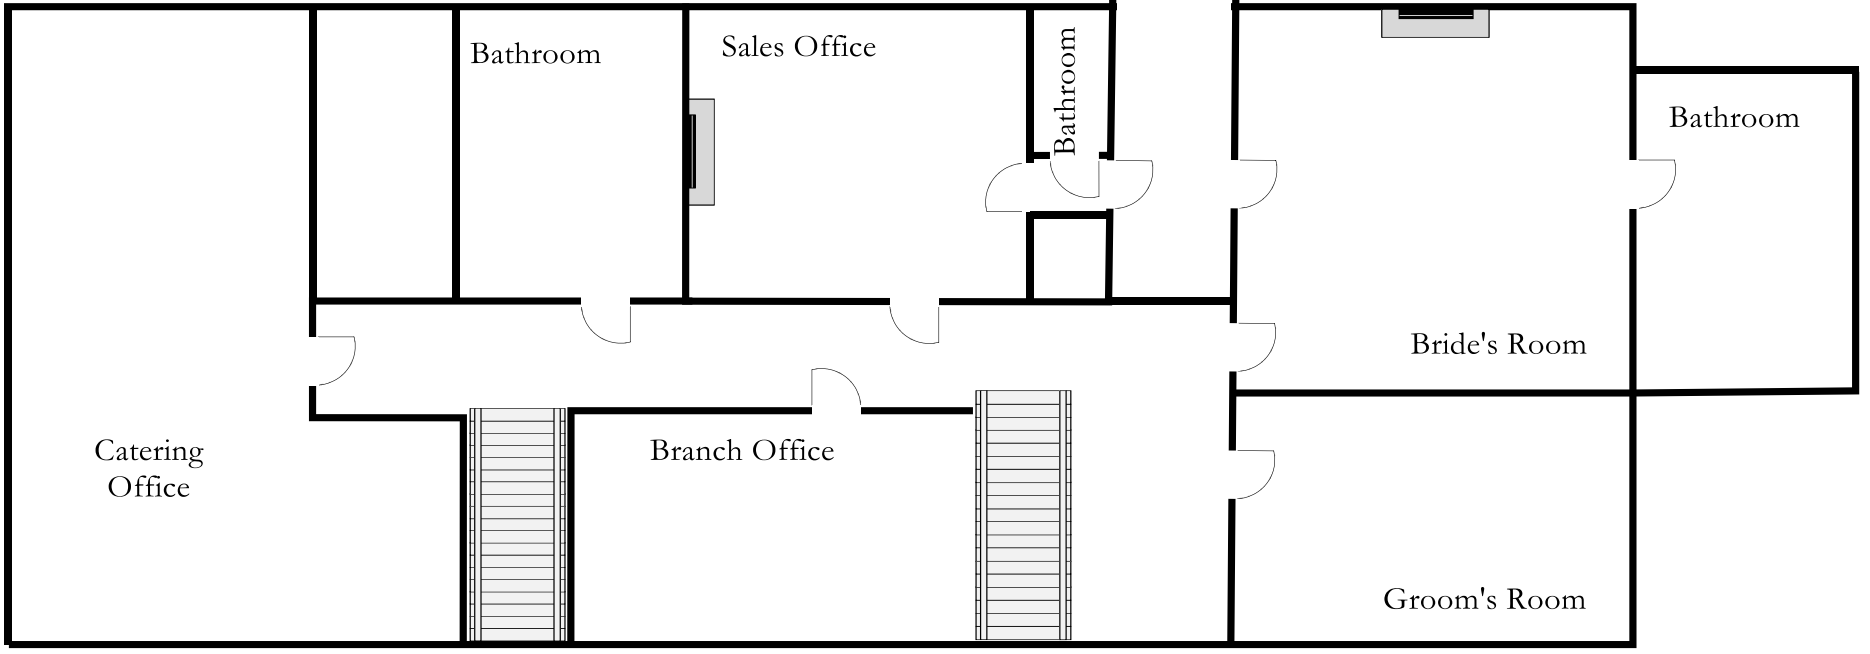 Bathroom
Sales Office
Bathroom
Bathroom
Bride's Room
Catering
Office
Branch Office
Groom's Room